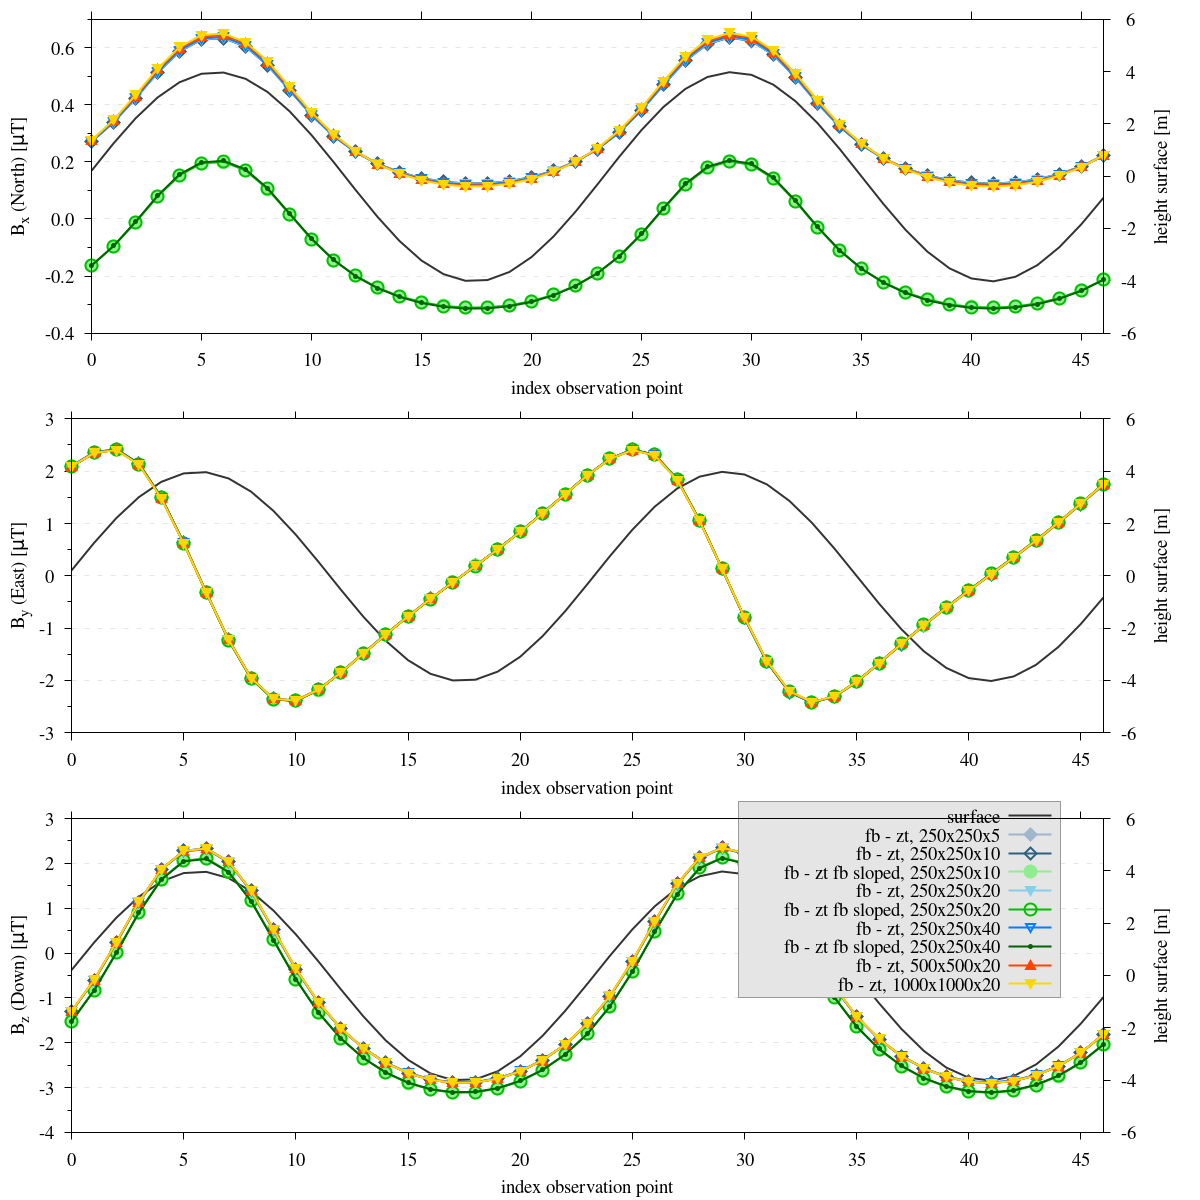 0.6
0.4
0.2
0.0
-0.2
-0.4
6
4
2
0
-2
-4
-6
Bx (North) [µT]
height surface [m]
0 5 10 15 20 25 30 35 40 45
index observation point
3
2
1
0
-1
-2
-3
6
4
2
0
-2
-4
-6
By (East) [µT]
height surface [m]
0 5 10 15 20 25 30 35 40 45
index observation point
3
2
1
0
-1
-2
-3
-4
6
4
2
0
-2
-4
-6
Bz (Down) [µT]
height surface [m]
surface
fb - zt, 250x250x5
fb - zt, 250x250x10
fb - zt fb sloped, 250x250x10
fb - zt, 250x250x20
fb - zt fb sloped, 250x250x20
fb - zt, 250x250x40
fb - zt fb sloped, 250x250x40
fb - zt, 500x500x20
fb - zt, 1000x1000x20
0 5 10 15 20 25 30 35 40 45
index observation point